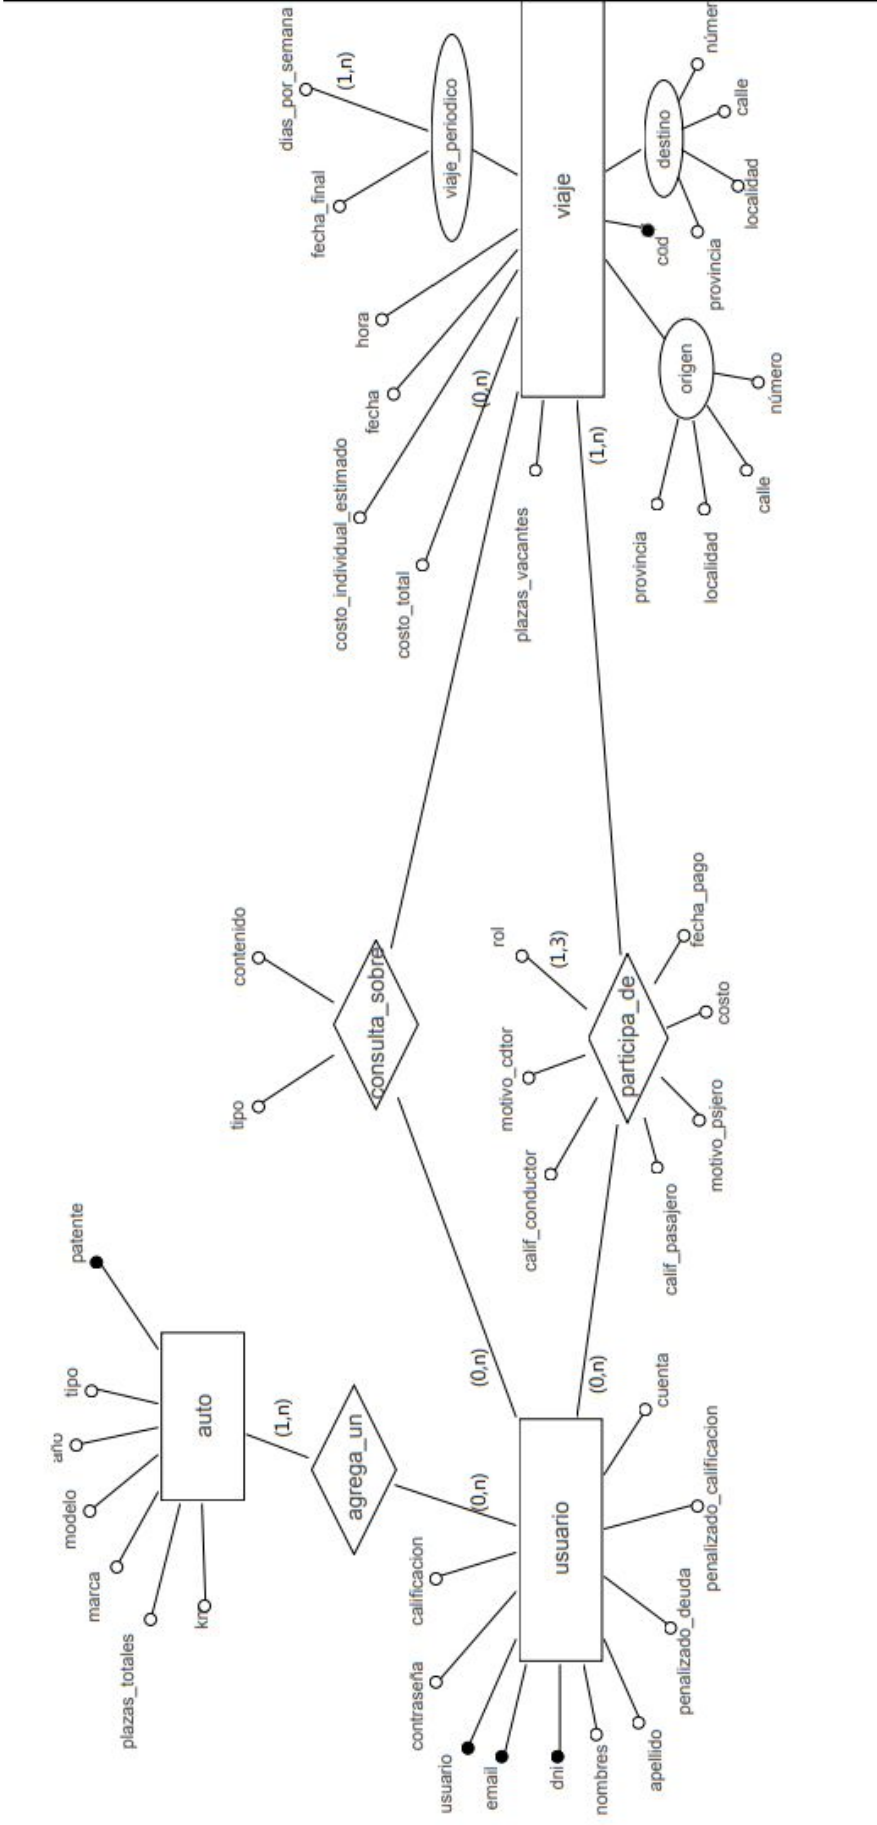 patente
tipo
año
modelo
marca
plazas_totales
km
auto
(1,n)
agrega_un
(0,n)
tipo
contenido
consulta_sobre
(0,n)
(0,n)
dias_por_semana
(1,n)
fecha_final
viaje_periodico
hora
fecha
costo_individual_estimado
costo_total
plazas_vacantes
viaje
calificacion
contraseña
usuario
email
dni
nombres
apellido
usuario
penalizado_deuda
penalizado_calificacion
cuenta
(0,n)
rol
(1,3)
motivo_cdtor
calif_conductor
participa_de
calif_pasajero
motivo_psjero
costo
fecha_pago
(1,n)
cod
origen
provincia
localidad
calle
número
destino
provincia
localidad
calle
númer